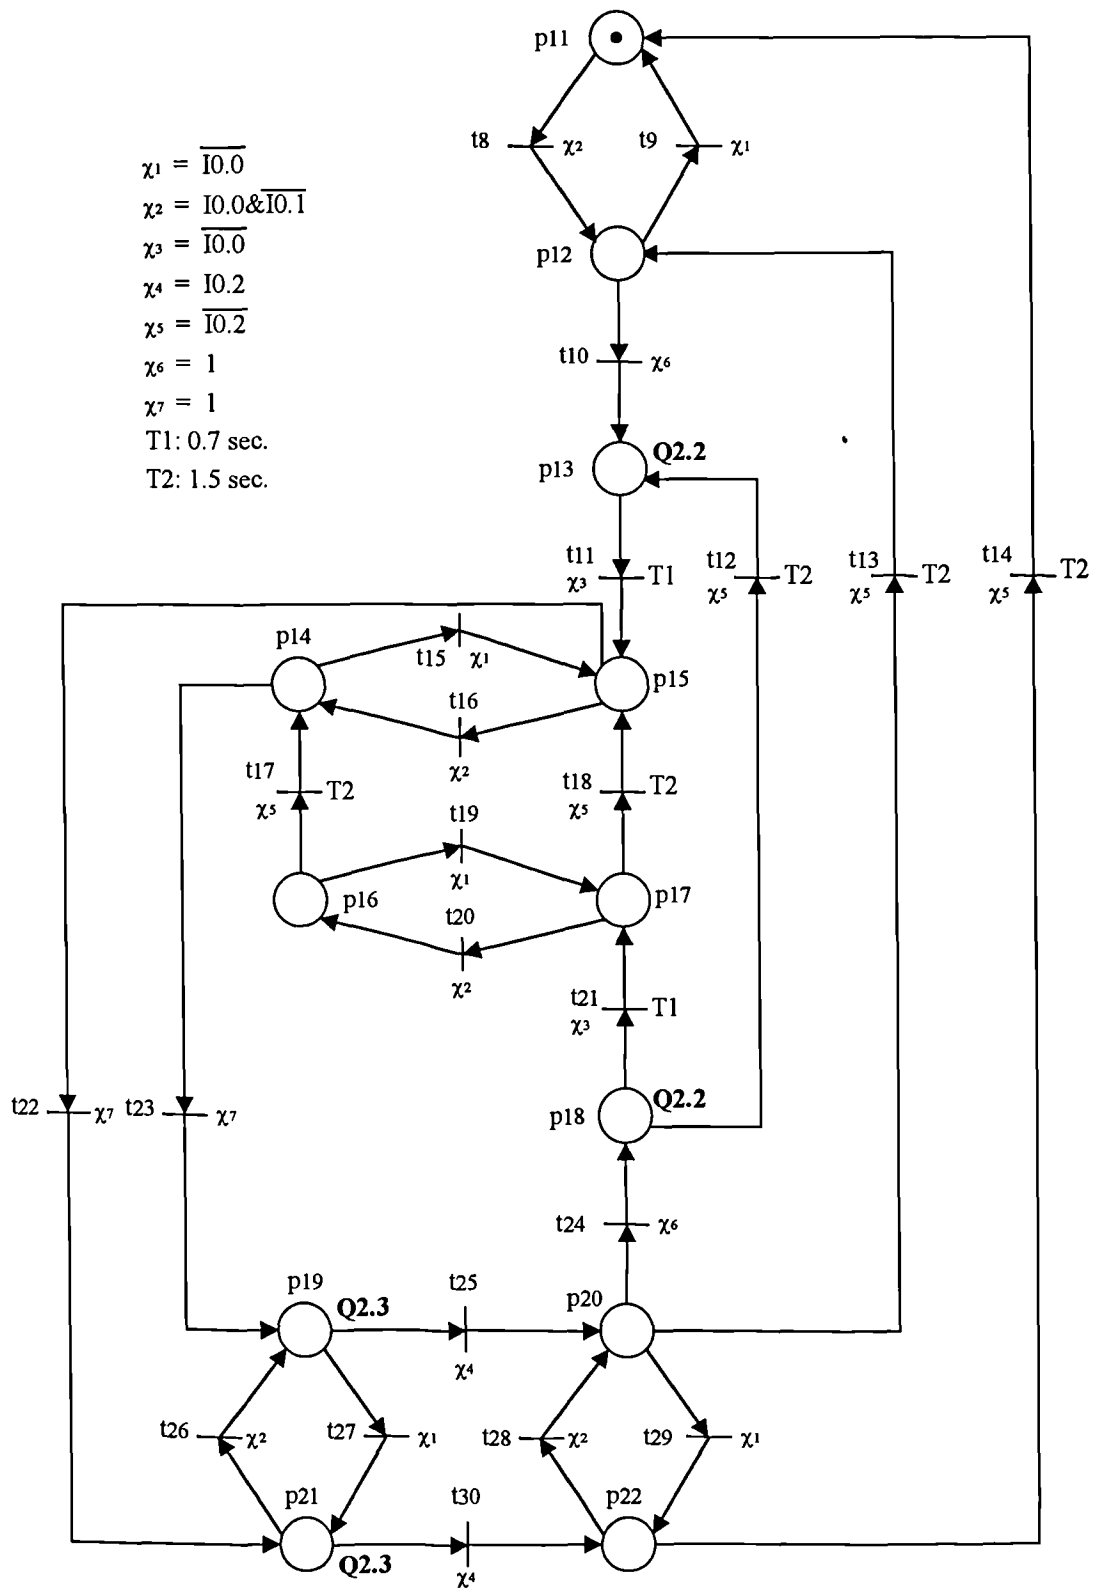 p11
t8 χ2 t9 χ1
χ1 = I̅0̅.̅0̅
χ2 = I0.0&I̅0̅.̅1̅
χ3 = I̅0̅.̅0̅
χ4 = I0.2
χ5 = I̅0̅.̅2̅
χ6 = 1
χ7 = 1
T1: 0.7 sec.
T2: 1.5 sec.
p12
t10 χ6
p13 Q2.2
t11 T1 t12 T2 t13 T2 t14 T2
χ3 χ5 χ5 χ5
p14
t15 χ1
p15
t16
χ2
t17 T2 t18 T2
χ5 χ5
t19
χ1
p16 p17
t20
χ2
t21 T1
χ3
p18 Q2.2
t22 χ7 t23 χ7
t24 χ6
p19 Q2.3 t25 p20
χ4
t26 χ2 t27 χ1 t28 χ2 t29 χ1
p21 t30 p22
Q2.3 χ4